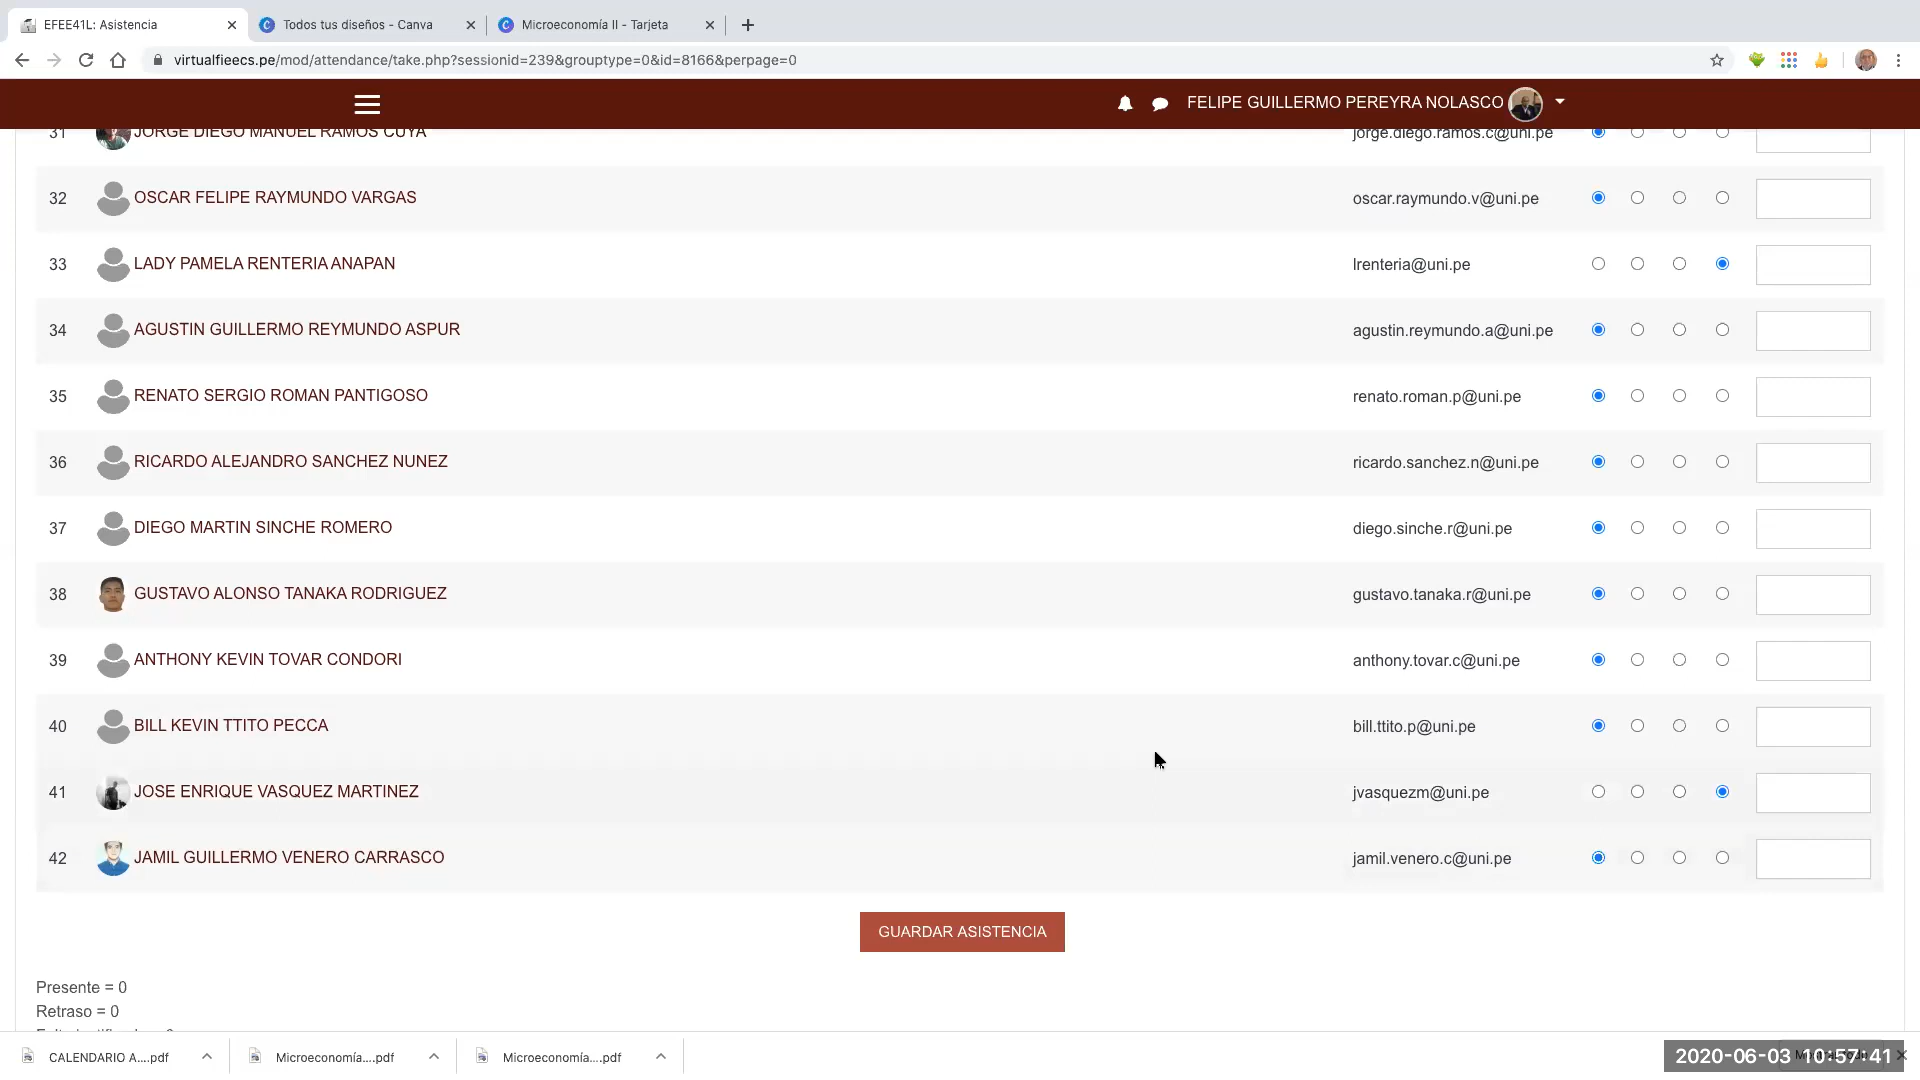 EFEE41L: Asistencia
Todos tus diseños - Canva
Microeconomía II - Tarjeta
virtualfieecs.pe/mod/attendance/take.php?sessionid=239&grouptype=0&id=8166&perpage=0
FELIPE GUILLERMO PEREYRA NOLASCO
31 JORGE DIEGO MANUEL RAMOS CUYA jorge.diego.ramos.c@uni.pe
32 OSCAR FELIPE RAYMUNDO VARGAS oscar.raymundo.v@uni.pe
33 LADY PAMELA RENTERIA ANAPAN lrenteria@uni.pe
34 AGUSTIN GUILLERMO REYMUNDO ASPUR agustin.reymundo.a@uni.pe
35 RENATO SERGIO ROMAN PANTIGOSO renato.roman.p@uni.pe
36 RICARDO ALEJANDRO SANCHEZ NUNEZ ricardo.sanchez.n@uni.pe
37 DIEGO MARTIN SINCHE ROMERO diego.sinche.r@uni.pe
38 GUSTAVO ALONSO TANAKA RODRIGUEZ gustavo.tanaka.r@uni.pe
39 ANTHONY KEVIN TOVAR CONDORI anthony.tovar.c@uni.pe
40 BILL KEVIN TTITO PECCA bill.ttito.p@uni.pe
41 JOSE ENRIQUE VASQUEZ MARTINEZ jvasquezm@uni.pe
42 JAMIL GUILLERMO VENERO CARRASCO jamil.venero.c@uni.pe
GUARDAR ASISTENCIA
Presente = 0
Retraso = 0
CALENDARIO A....pdf
Microeconomía....pdf
Microeconomía....pdf
2020-06-03 10:57:41